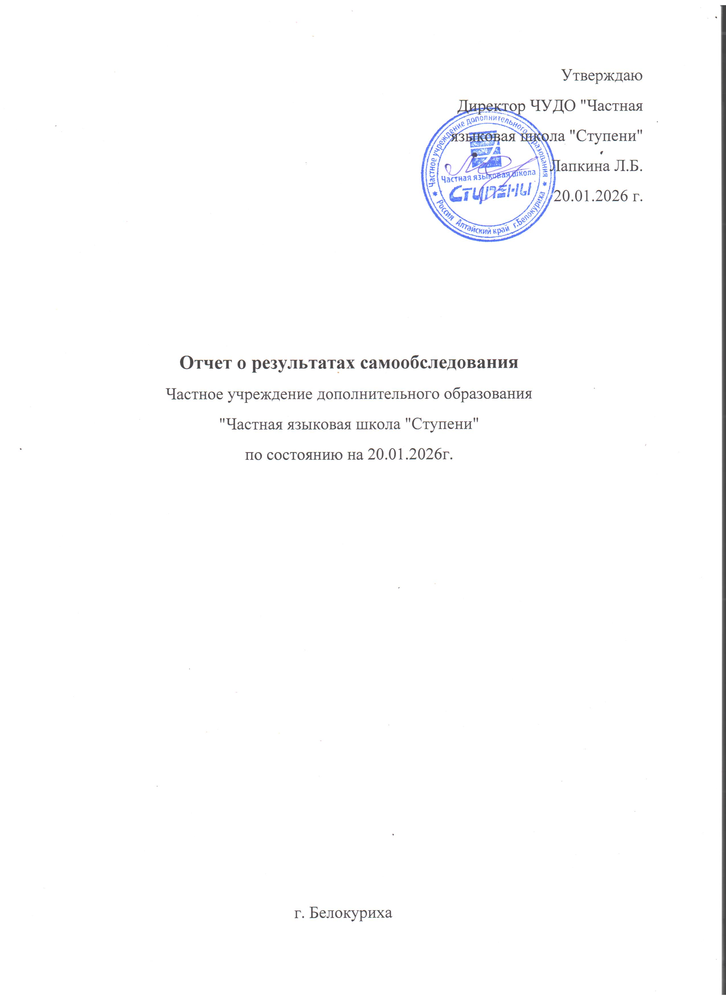 Утверждаю
Директор ЧУДО "Частная
языковая школа "Ступени"
Лапкина Л.Б.
20.01.2026 г.
Частное учреждение дополнительного образования
Россия Алтайский край г.Белокуриха
Частная языковая школа
Ступени
Отчет о результатах самообследования
Частное учреждение дополнительного образования
"Частная языковая школа "Ступени"
по состоянию на 20.01.2026г.
г. Белокуриха